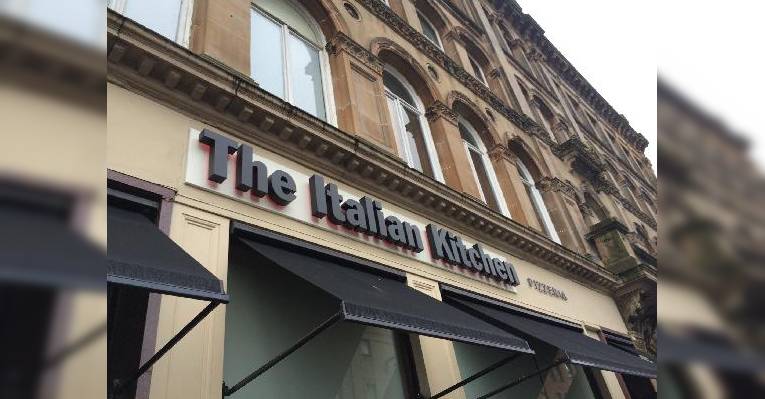 The Italian Kitchen
PIZZERIA